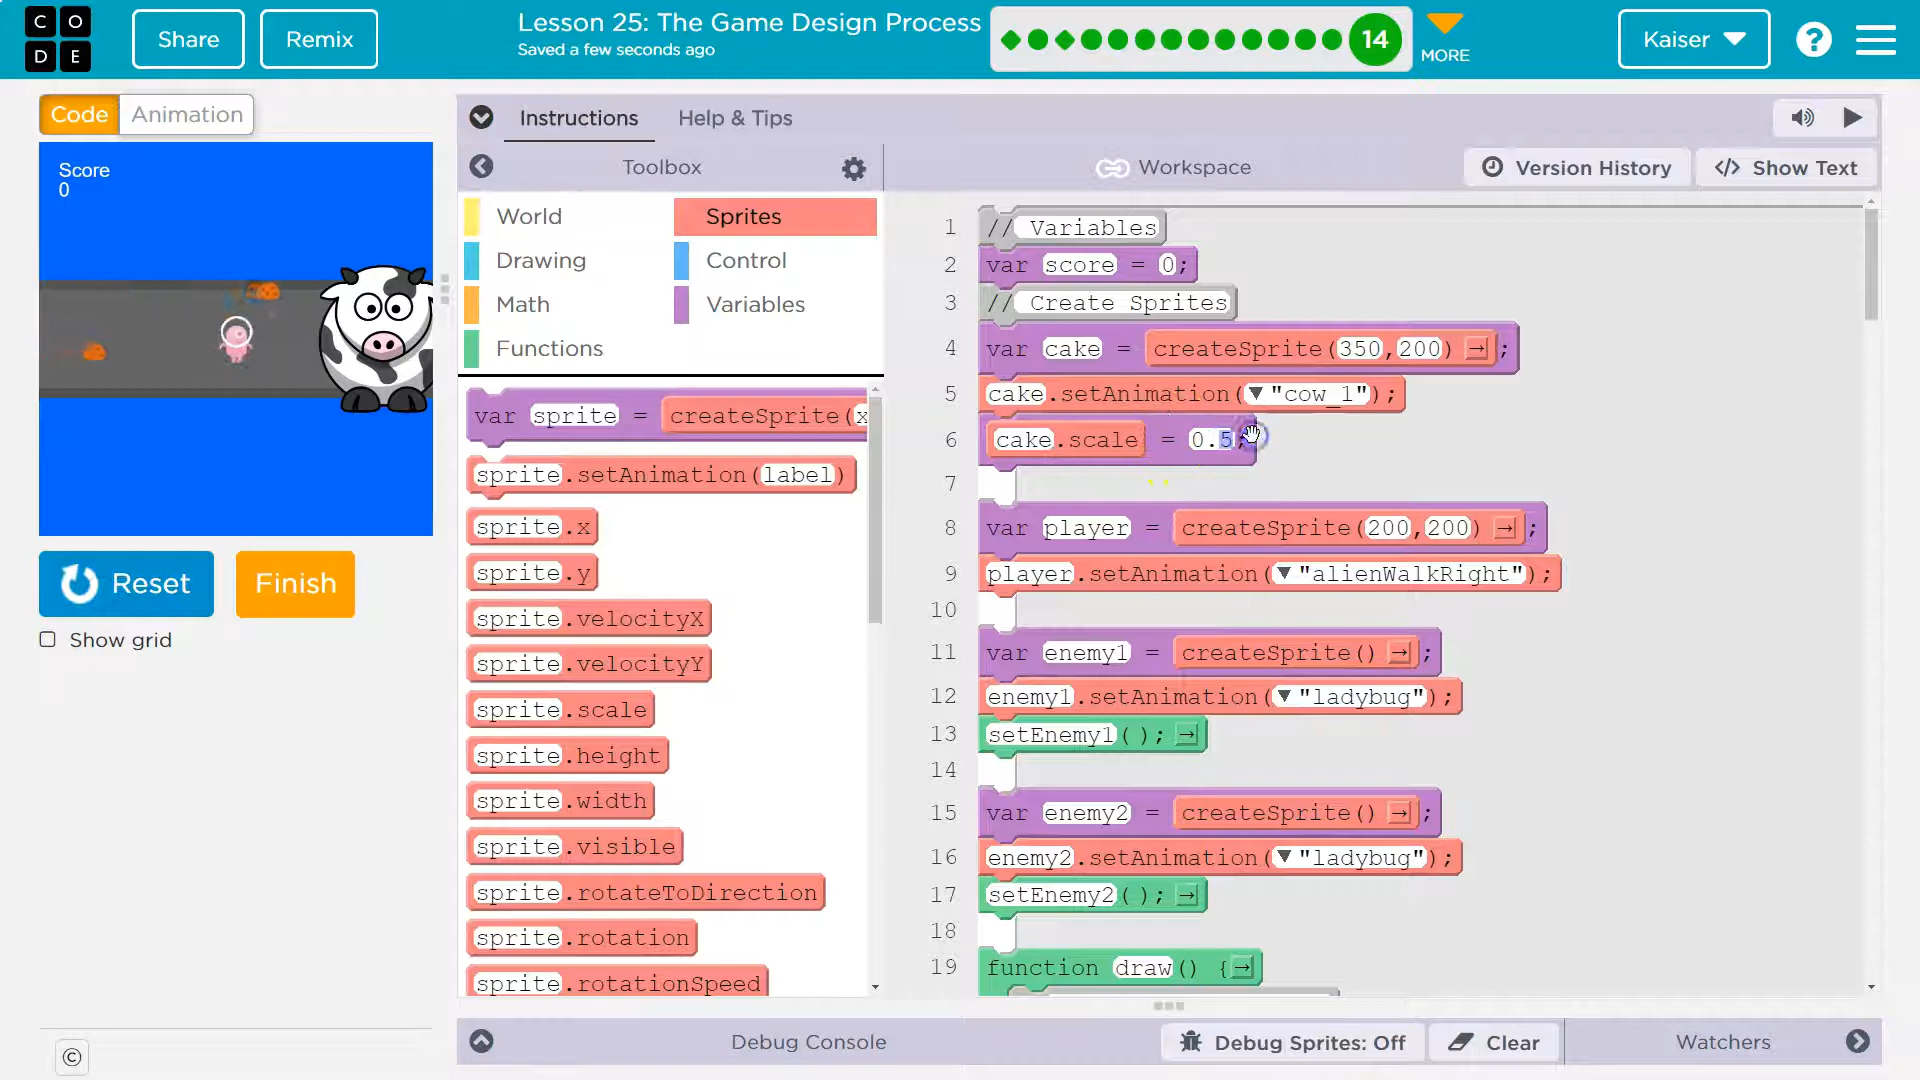 C O D E
Share
Remix
Lesson 25: The Game Design Process
Saved a few seconds ago
14
MORE
Kaiser
?
Code
Animation
Instructions
Help & Tips
Toolbox
Workspace
Version History
</> Show Text
Score
0
Reset
Finish
Show grid
©
World
Sprites
Drawing
Control
Math
Variables
Functions
var sprite = createSprite(x
sprite.setAnimation(label)
sprite.x
sprite.y
sprite.velocityX
sprite.velocityY
sprite.scale
sprite.height
sprite.width
sprite.visible
sprite.rotateToDirection
sprite.rotation
sprite.rotationSpeed
1 // Variables
2 var score = 0;
3 // Create Sprites
4 var cake = createSprite(350,200) → ;
5 cake.setAnimation(▼"cow_1");
6 cake.scale = 0.5;
7
8 var player = createSprite(200,200) → ;
9 player.setAnimation(▼"alienWalkRight");
10
11 var enemy1 = createSprite() → ;
12 enemy1.setAnimation(▼"ladybug");
13 setEnemy1(); →
14
15 var enemy2 = createSprite() → ;
16 enemy2.setAnimation(▼"ladybug");
17 setEnemy2(); →
18
19 function draw() { →
Debug Console
Debug Sprites: Off
Clear
Watchers